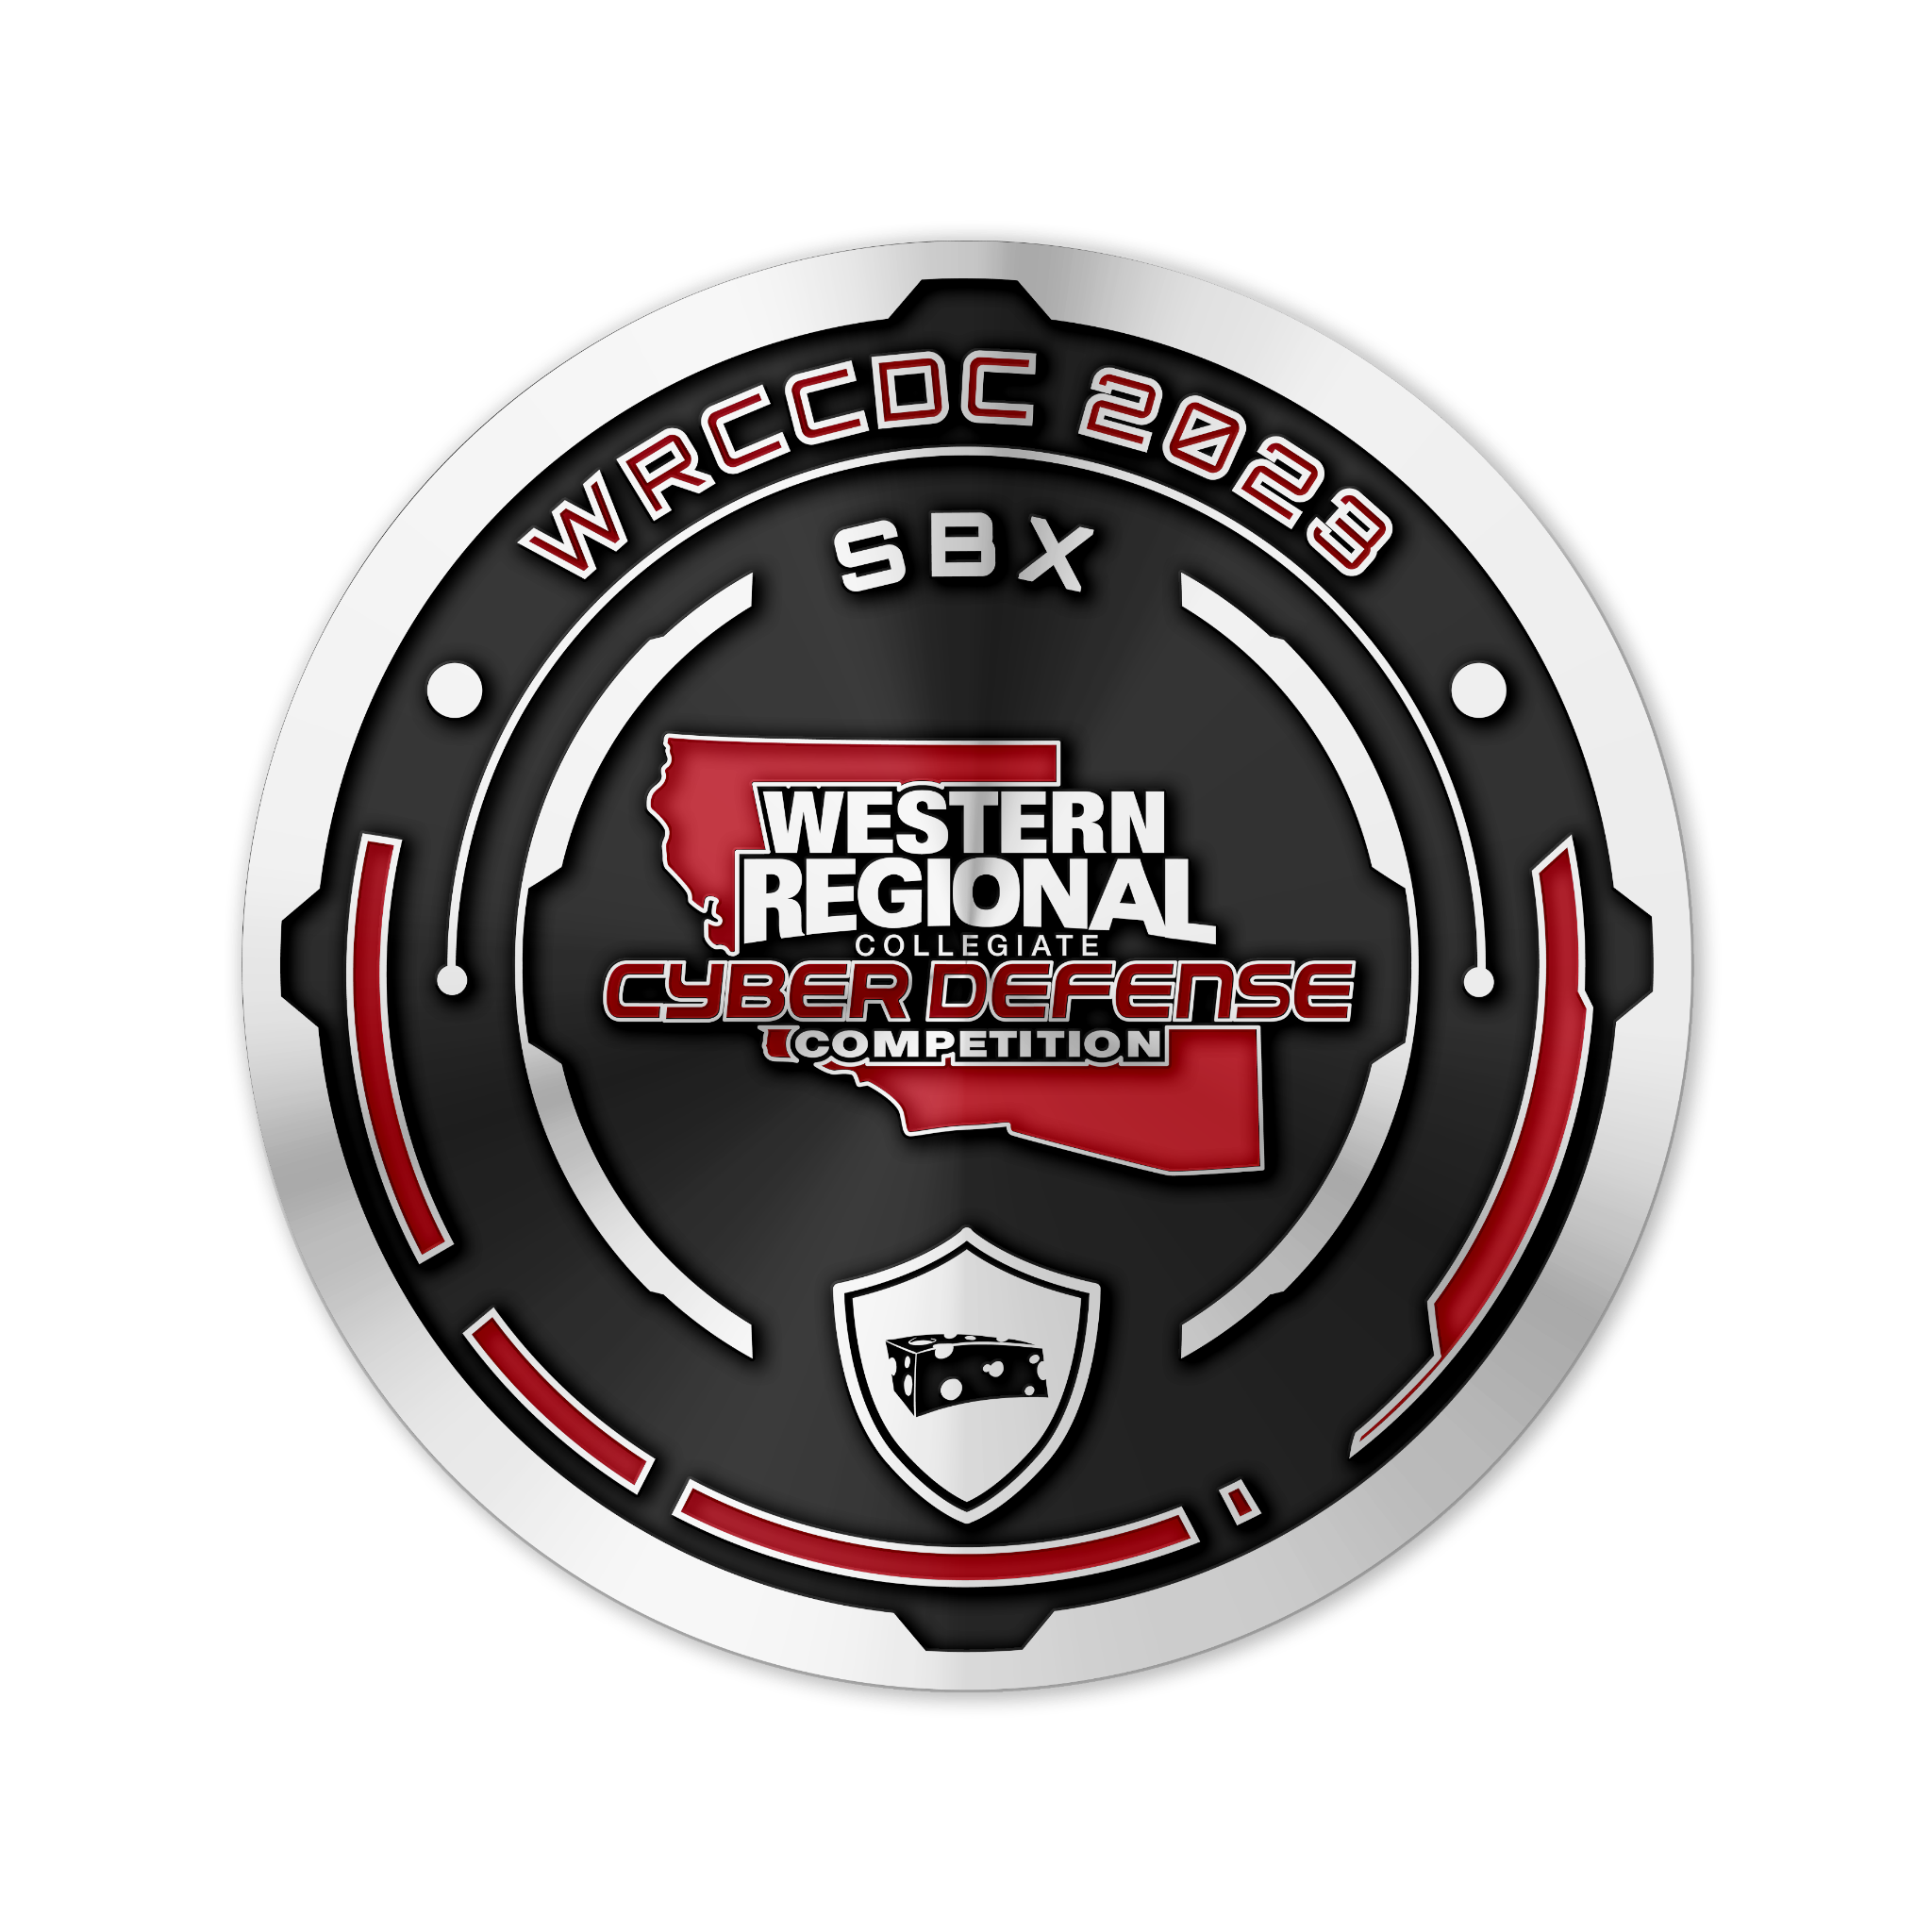 WRCCDC 2023
SBX
WESTERN
REGIONAL
COLLEGIATE
CYBER DEFENSE
COMPETITION